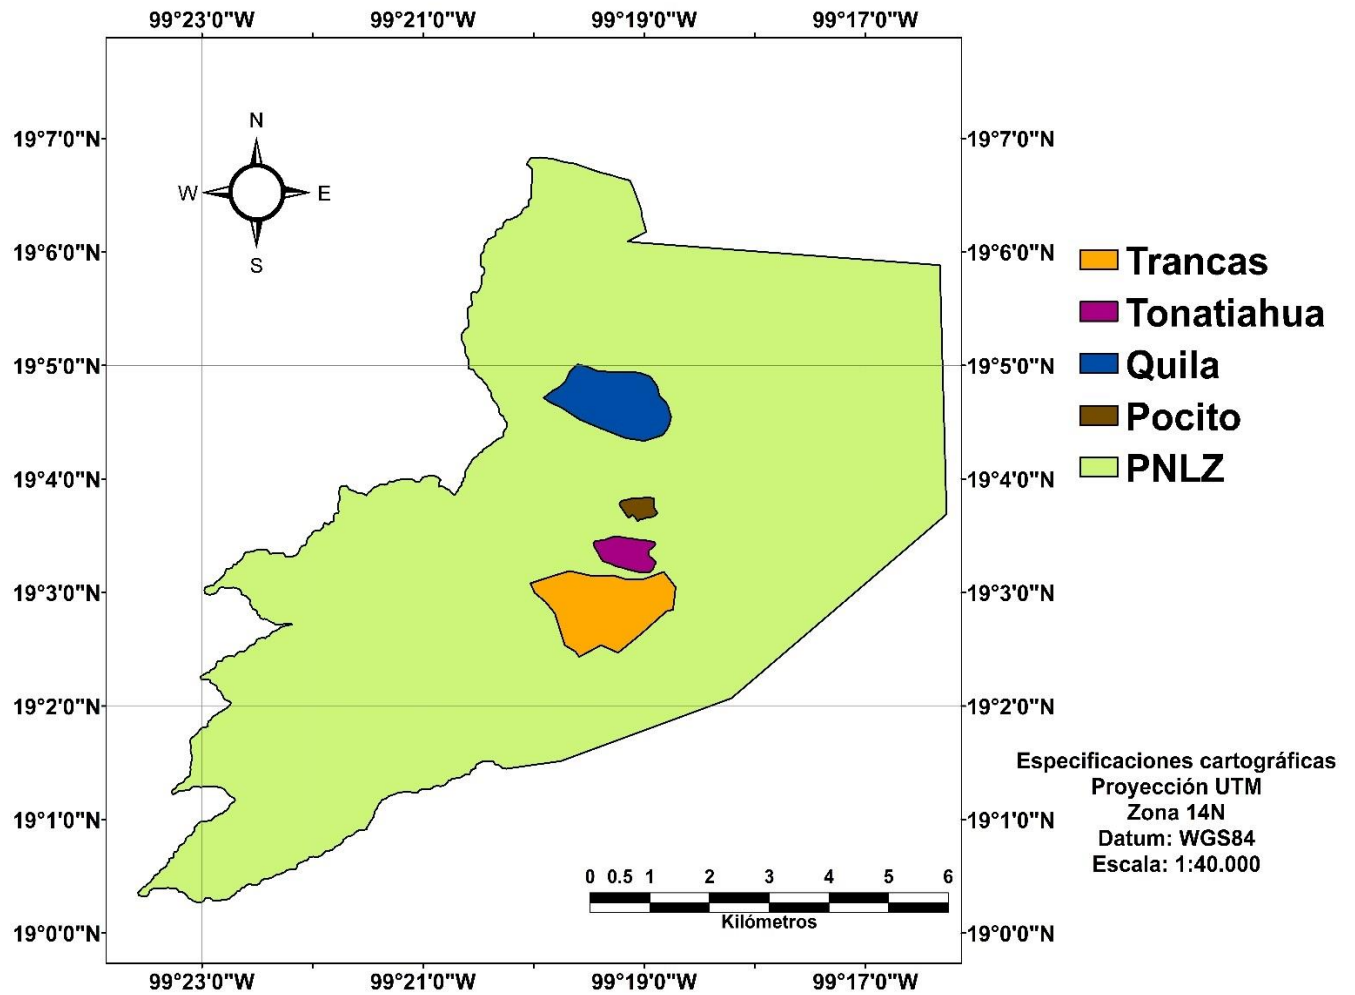 99°23'0"W 99°21'0"W 99°19'0"W 99°17'0"W
N
W E
S
19°7'0"N 19°7'0"N
19°6'0"N 19°6'0"N
19°5'0"N 19°5'0"N
19°4'0"N 19°4'0"N
19°3'0"N 19°3'0"N
19°2'0"N 19°2'0"N
19°1'0"N 19°1'0"N
19°0'0"N 19°0'0"N
Trancas
Tonatiahua
Quila
Pocito
PNLZ
Especificaciones cartográficas
Proyección UTM
Zona 14N
Datum: WGS84
Escala: 1:40.000
0 0.5 1 2 3 4 5 6
Kilómetros
99°23'0"W 99°21'0"W 99°19'0"W 99°17'0"W